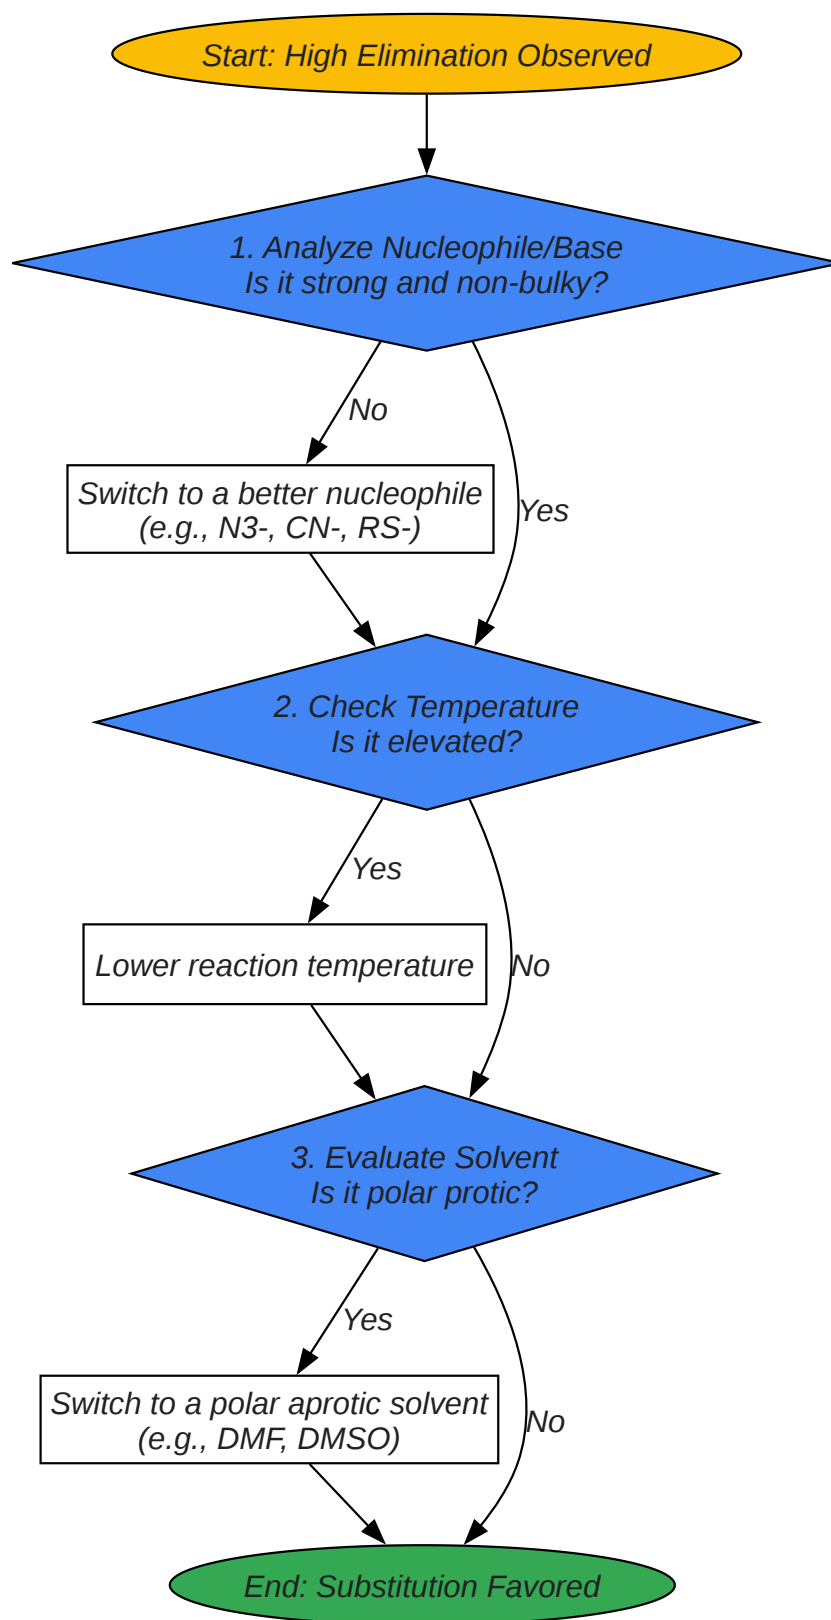 Start: High Elimination Observed
1. Analyze Nucleophile/Base
Is it strong and non-bulky?
No
Switch to a better nucleophile
(e.g., N3-, CN-, RS-)
Yes
2. Check Temperature
Is it elevated?
Yes
Lower reaction temperature
No
3. Evaluate Solvent
Is it polar protic?
Yes
Switch to a polar aprotic solvent
(e.g., DMF, DMSO)
No
End: Substitution Favored